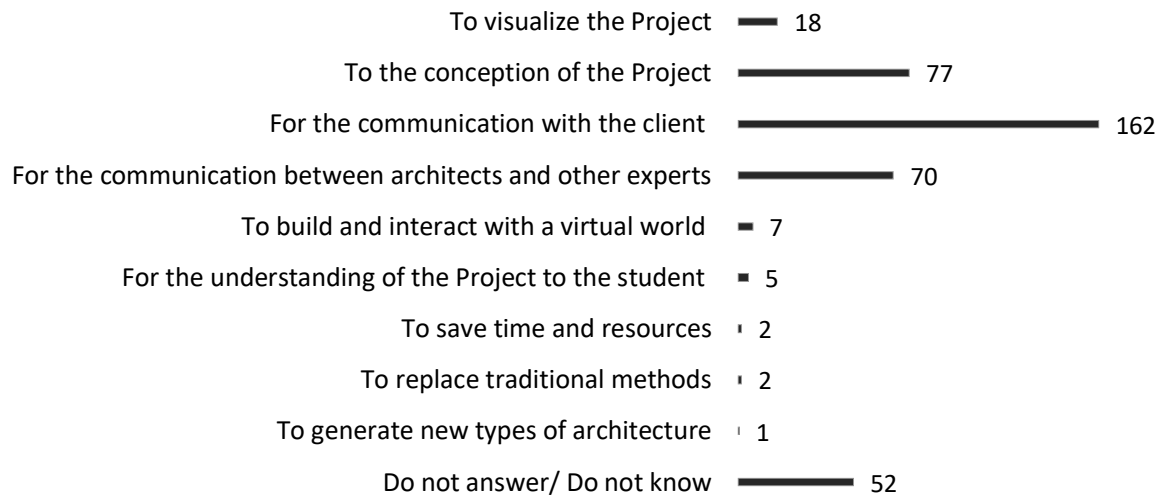 To visualize the Project 18
To the conception of the Project 77
For the communication with the client 162
For the communication between architects and other experts 70
To build and interact with a virtual world 7
For the understanding of the Project to the student 5
To save time and resources 2
To replace traditional methods 2
To generate new types of architecture 1
Do not answer/ Do not know 52